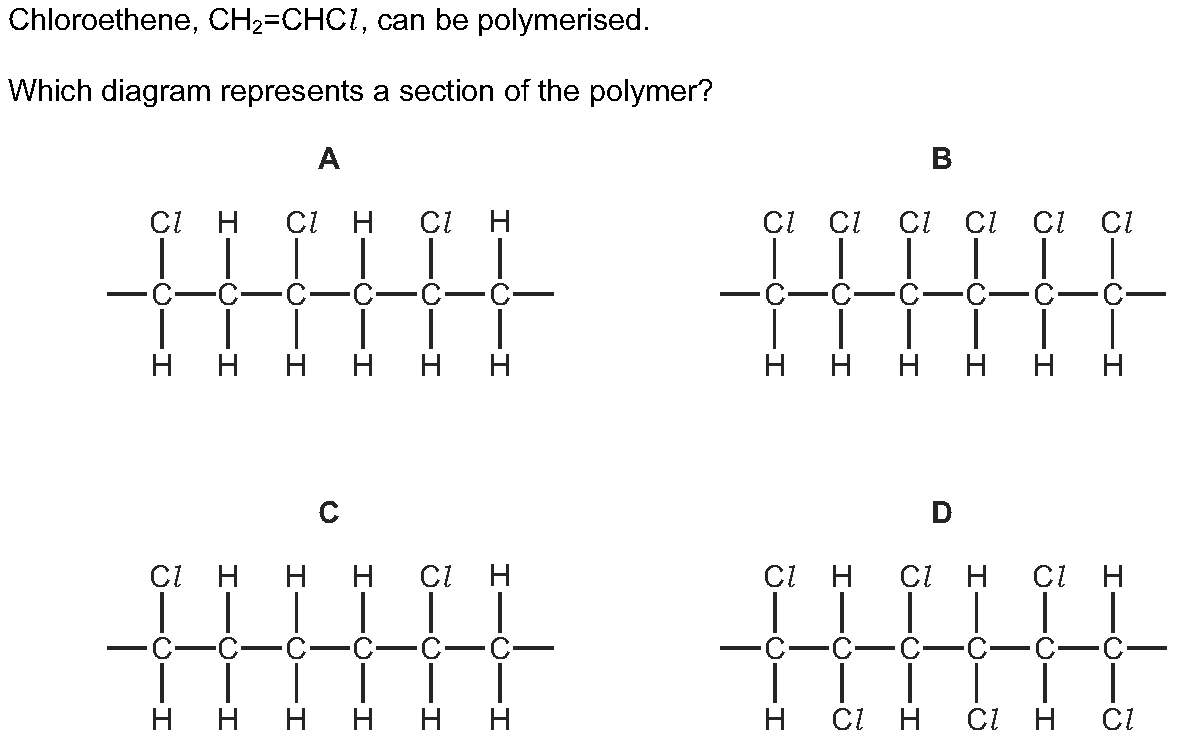 Chloroethene, CH₂=CHCl, can be polymerised.
Which diagram represents a section of the polymer?
A
B
Cl H Cl H Cl H
C C C C C C
H H H H H H
Cl Cl Cl Cl Cl Cl
C C C C C C
H H H H H H
C
D
Cl H H H Cl H
C C C C C C
H H H H H H
Cl H Cl H Cl H
C C C C C C
H Cl H Cl H Cl